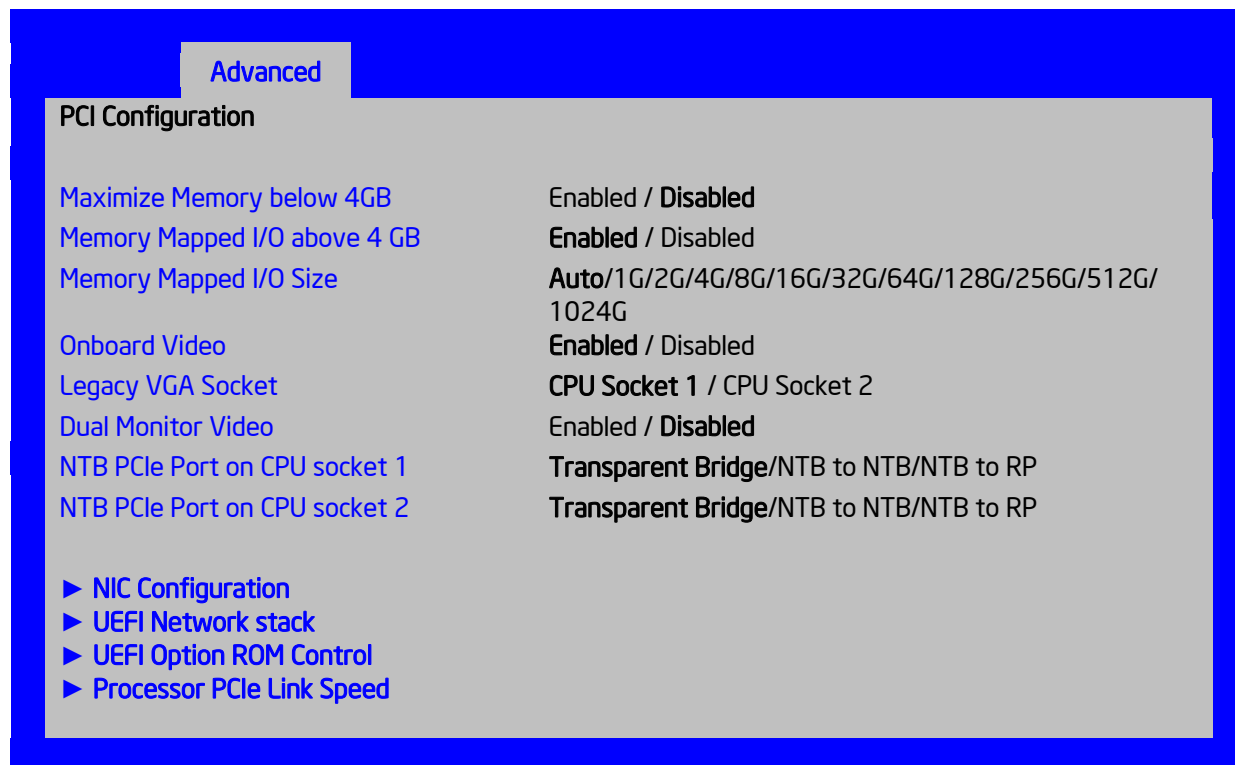 Advanced
PCI Configuration
Maximize Memory below 4GB Enabled / Disabled
Memory Mapped I/O above 4 GB Enabled / Disabled
Memory Mapped I/O Size Auto/1G/2G/4G/8G/16G/32G/64G/128G/256G/512G/
1024G
Onboard Video Enabled / Disabled
Legacy VGA Socket CPU Socket 1 / CPU Socket 2
Dual Monitor Video Enabled / Disabled
NTB PCIe Port on CPU socket 1 Transparent Bridge/NTB to NTB/NTB to RP
NTB PCIe Port on CPU socket 2 Transparent Bridge/NTB to NTB/NTB to RP
► NIC Configuration
► UEFI Network stack
► UEFI Option ROM Control
► Processor PCIe Link Speed